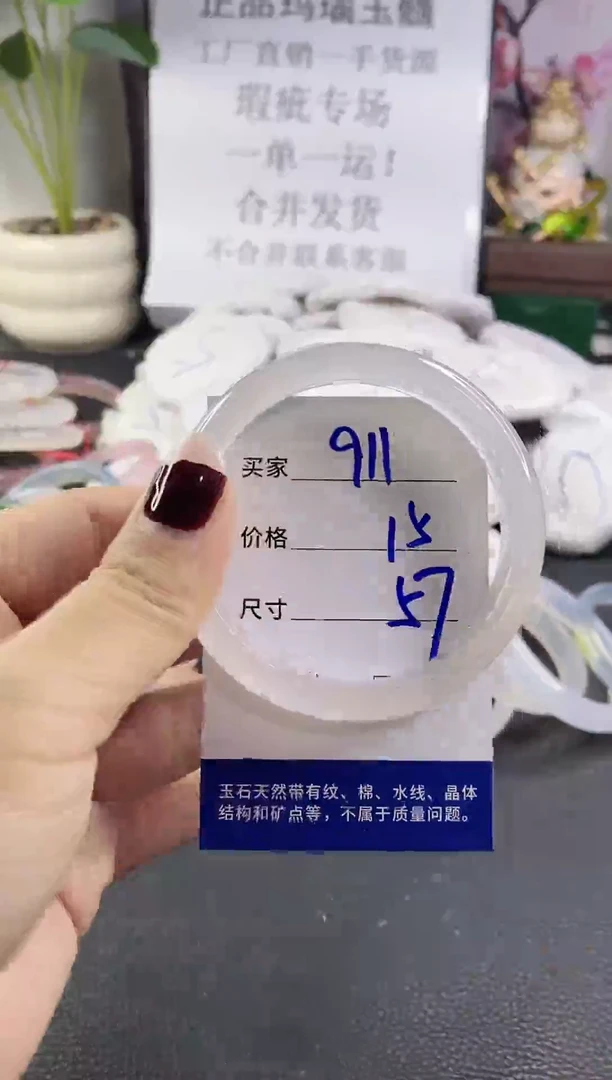 正品玛瑙玉髓
工厂直销一手货源
瑕疵专场
一单一运！
合并发货
不合并联系客服
买家 911
价格 15
尺寸 57
玉石天然带有纹、棉、水线、晶体
结构和矿点等，不属于质量问题。